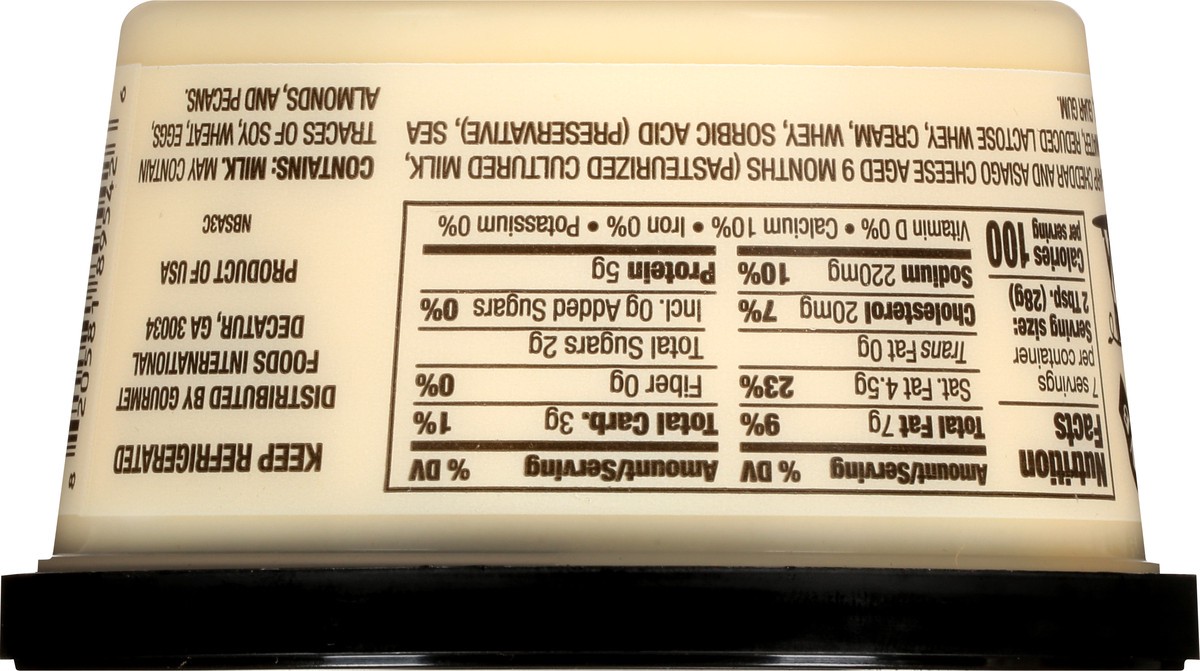 Nutrition
Facts
7 servings
per container
Serving size:
2 Tbsp. (28g)
Calories 100
per serving
Amount/Serving % DV
Total Fat 7g 9%
Sat. Fat 4.5g 23%
Trans Fat 0g
Cholesterol 20mg 7%
Sodium 220mg 10%
Amount/Serving % DV
Total Carb. 3g 1%
Fiber 0g 0%
Total Sugars 2g
Incl. 0g Added Sugars 0%
Protein 5g
Vitamin D 0% • Calcium 10% • Iron 0% • Potassium 0%
CHEDDAR AND ASIAGO CHEESE AGED 9 MONTHS (PASTEURIZED CULTURED MILK,
REDUCED LACTOSE WHEY, CREAM, WHEY, SORBIC ACID (PRESERVATIVE), SEA
GUAR GUM.
KEEP REFRIGERATED
DISTRIBUTED BY GOURMET
FOODS INTERNATIONAL
DECATUR, GA 30034
PRODUCT OF USA
NBSA3C
CONTAINS: MILK. MAY CONTAIN
TRACES OF SOY, WHEAT, EGGS,
ALMONDS, AND PECANS.